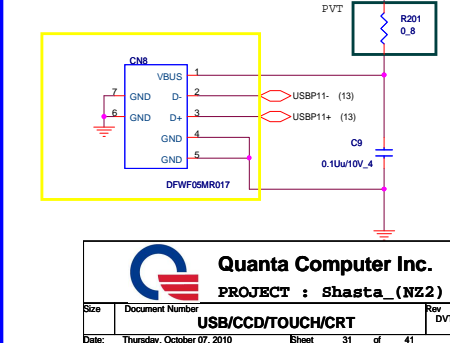 PVT
R201
0_8
CN8
VBUS 1
7 GND D- 2 USBP11- (13)
6 GND D+ 3 USBP11+ (13)
GND 4
GND 5
C9
0.1Uu/10V_4
DFWF05MR017
Quanta Computer Inc.
PROJECT : Shasta_(NZ2)
Size Document Number Rev
USB/CCD/TOUCH/CRT DVT
Date: Thursday, October 07, 2010 Sheet 31 of 41